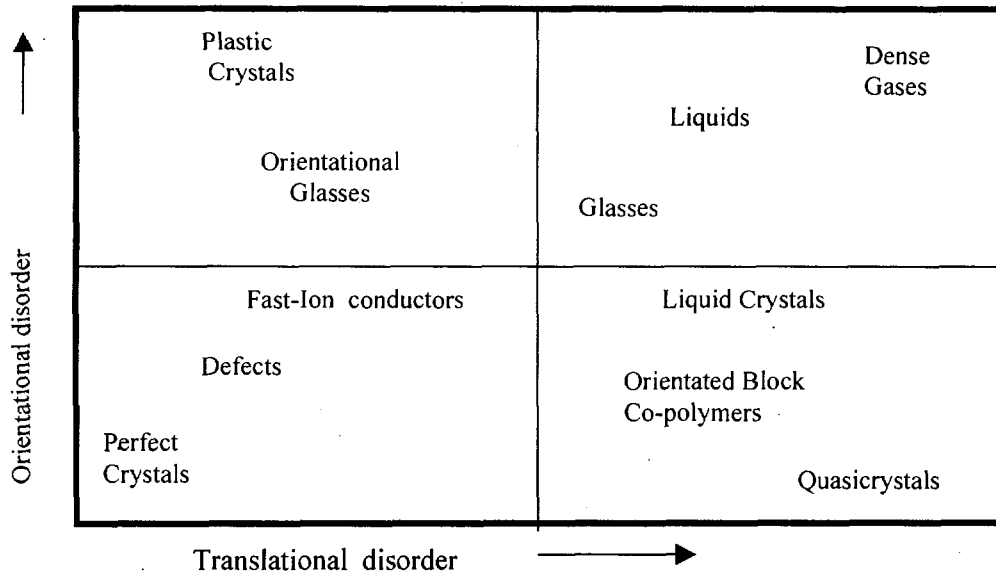 Plastic
Crystals
Dense
Gases
Liquids
Orientational
Glasses
Glasses
Orientational disorder
Fast-Ion conductors
Liquid Crystals
Defects
Orientated Block
Co-polymers
Perfect
Crystals
Quasicrystals
Translational disorder